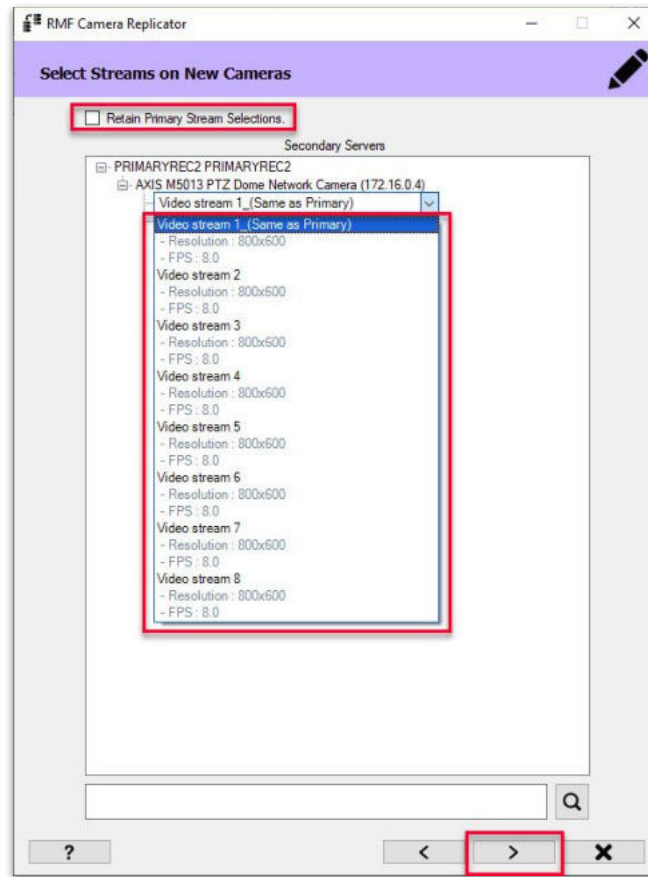 RMF Camera Replicator
Select Streams on New Cameras
Retain Primary Stream Selections.
Secondary Servers
PRIMARYREC2 PRIMARYREC2
AXIS M5013 PTZ Dome Network Camera (172.16.0.4)
Video stream 1_(Same as Primary)
Video stream 1_(Same as Primary)
- Resolution : 800x600
- FPS : 8.0
Video stream 2
- Resolution : 800x600
- FPS : 8.0
Video stream 3
- Resolution : 800x600
- FPS : 8.0
Video stream 4
- Resolution : 800x600
- FPS : 8.0
Video stream 5
- Resolution : 800x600
- FPS : 8.0
Video stream 6
- Resolution : 800x600
- FPS : 8.0
Video stream 7
- Resolution : 800x600
- FPS : 8.0
Video stream 8
- Resolution : 800x600
- FPS : 8.0
? < > X